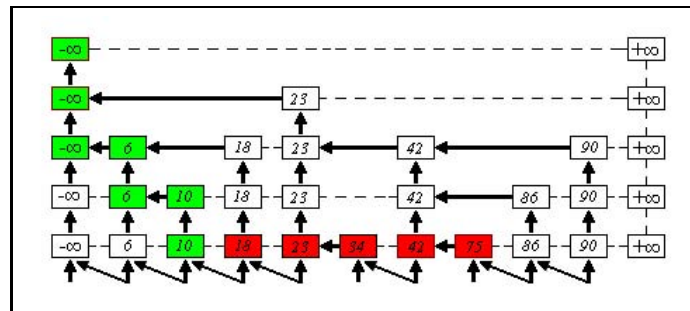 -∞ +∞
-∞ 23 +∞
-∞ 6 18 23 42 90 +∞
-∞ 6 10 18 23 42 86 90 +∞
-∞ 6 10 18 23 34 42 75 86 90 +∞